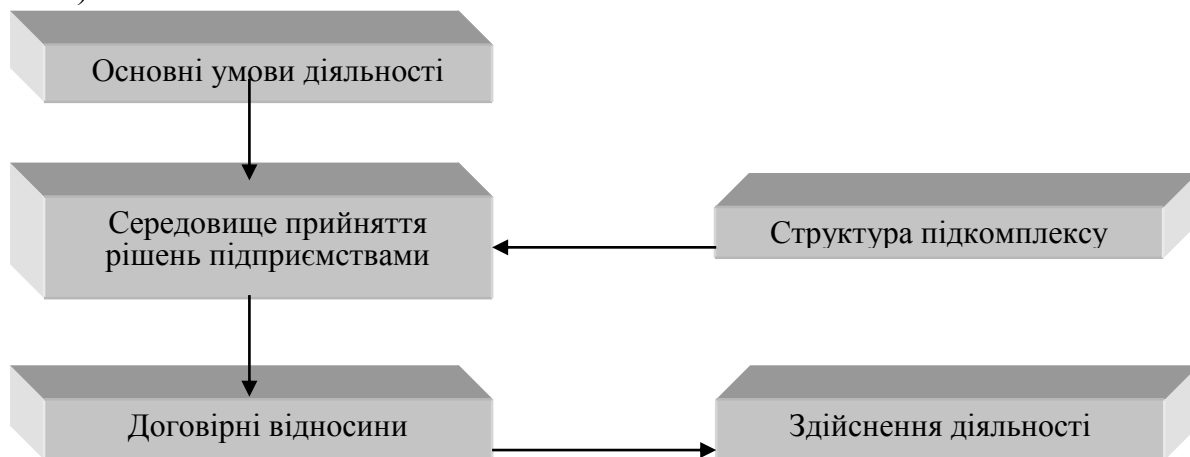 Основні умови діяльності
Середовище прийняття
рішень підприємствами
Структура підкомплексу
Договірні відносини
Здійснення діяльності